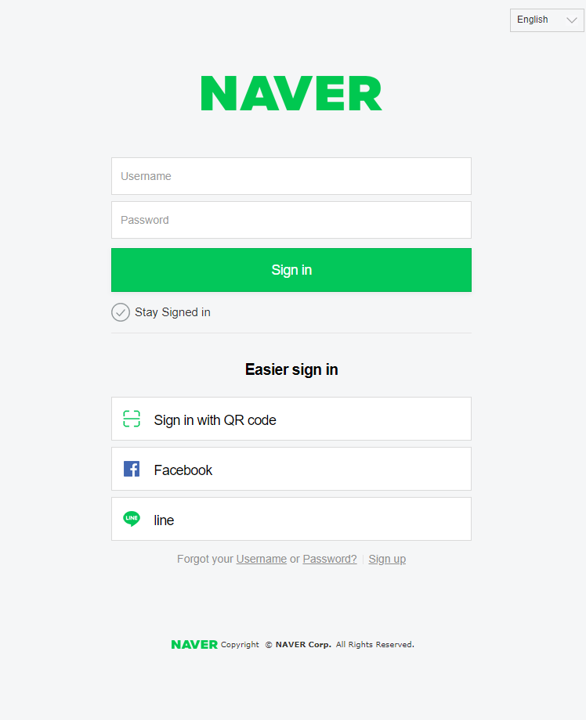 English
NAVER
Username
Password
Sign in
Stay Signed in
Easier sign in
Sign in with QR code
Facebook
LINE line
Forgot your Username or Password? | Sign up
NAVER Copyright © NAVER Corp. All Rights Reserved.